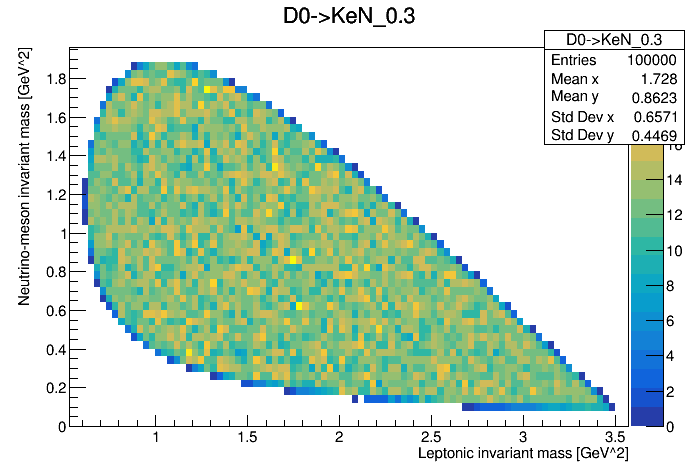 D0->KeN_0.3
D0->KeN_0.3
Entries 100000
Mean x 1.728
Mean y 0.8623
Std Dev x 0.6571
Std Dev y 0.4469
Neutrino-meson invariant mass [GeV^2]
1.8
1.6
1.4
1.2
1
0.8
0.6
0.4
0.2
0
1 1.5 2 2.5 3 3.5
Leptonic invariant mass [GeV^2]
16
14
12
10
8
6
4
2
0